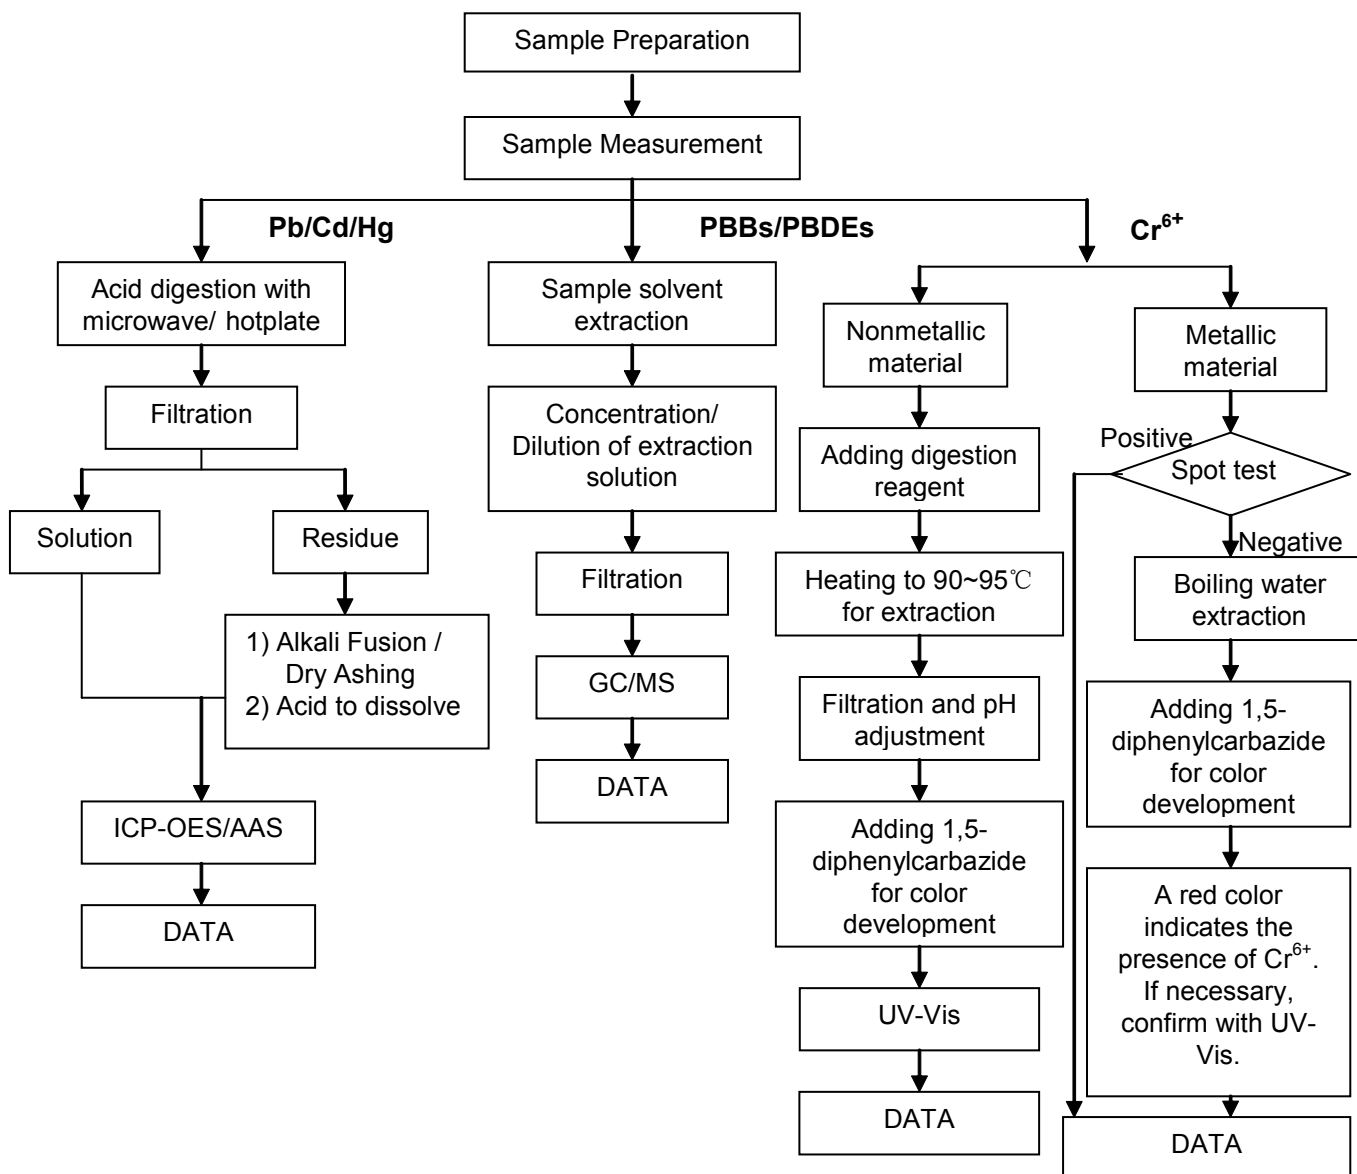 Sample Preparation
Sample Measurement
Pb/Cd/Hg
PBBs/PBDEs
Cr⁶⁺
Acid digestion with
microwave/ hotplate
Filtration
Solution
Residue
1) Alkali Fusion /
Dry Ashing
2) Acid to dissolve
ICP-OES/AAS
DATA
Sample solvent
extraction
Concentration/
Dilution of extraction
solution
Filtration
GC/MS
DATA
Nonmetallic
material
Adding digestion
reagent
Heating to 90~95℃
for extraction
Filtration and pH
adjustment
Adding 1,5-
diphenylcarbazide
for color
development
UV-Vis
DATA
Metallic
material
Positive
Spot test
Negative
Boiling water
extraction
Adding 1,5-
diphenylcarbazide
for color
development
A red color
indicates the
presence of Cr⁶⁺.
If necessary,
confirm with UV-
Vis.
DATA